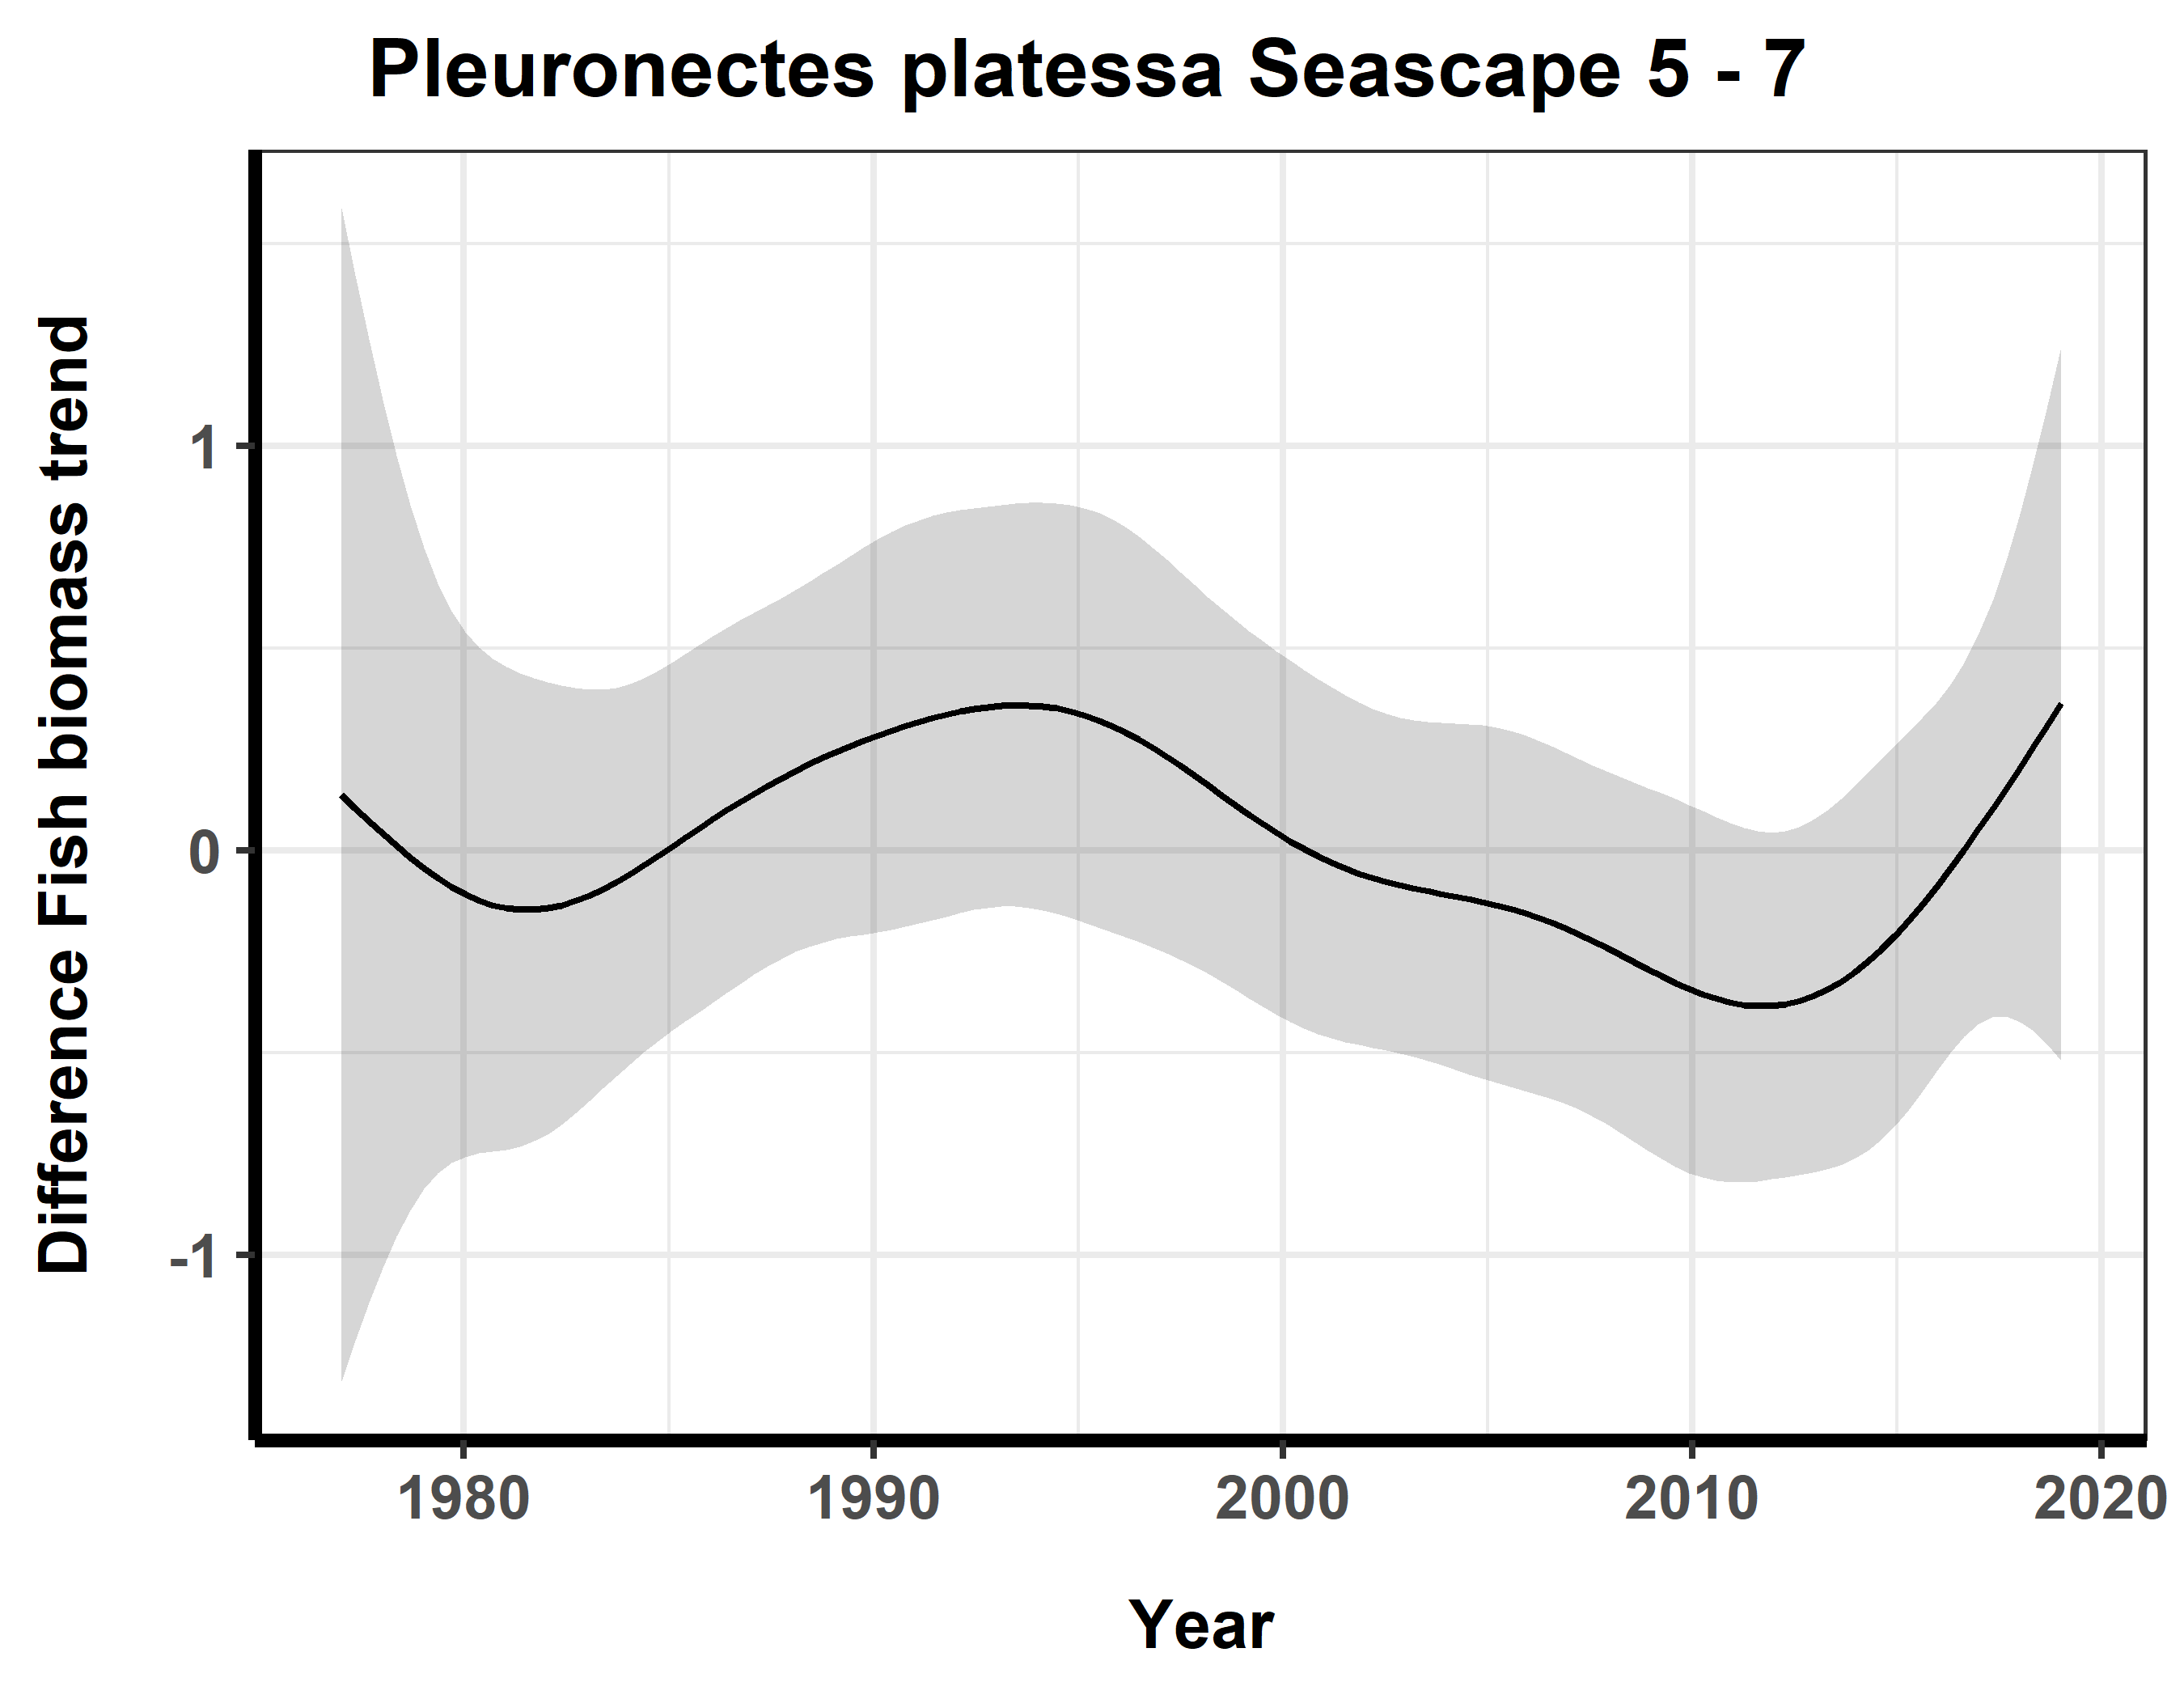 Pleuronectes platessa Seascape 5 - 7
Difference Fish biomass trend
1
0
-1
1980 1990 2000 2010 2020
Year